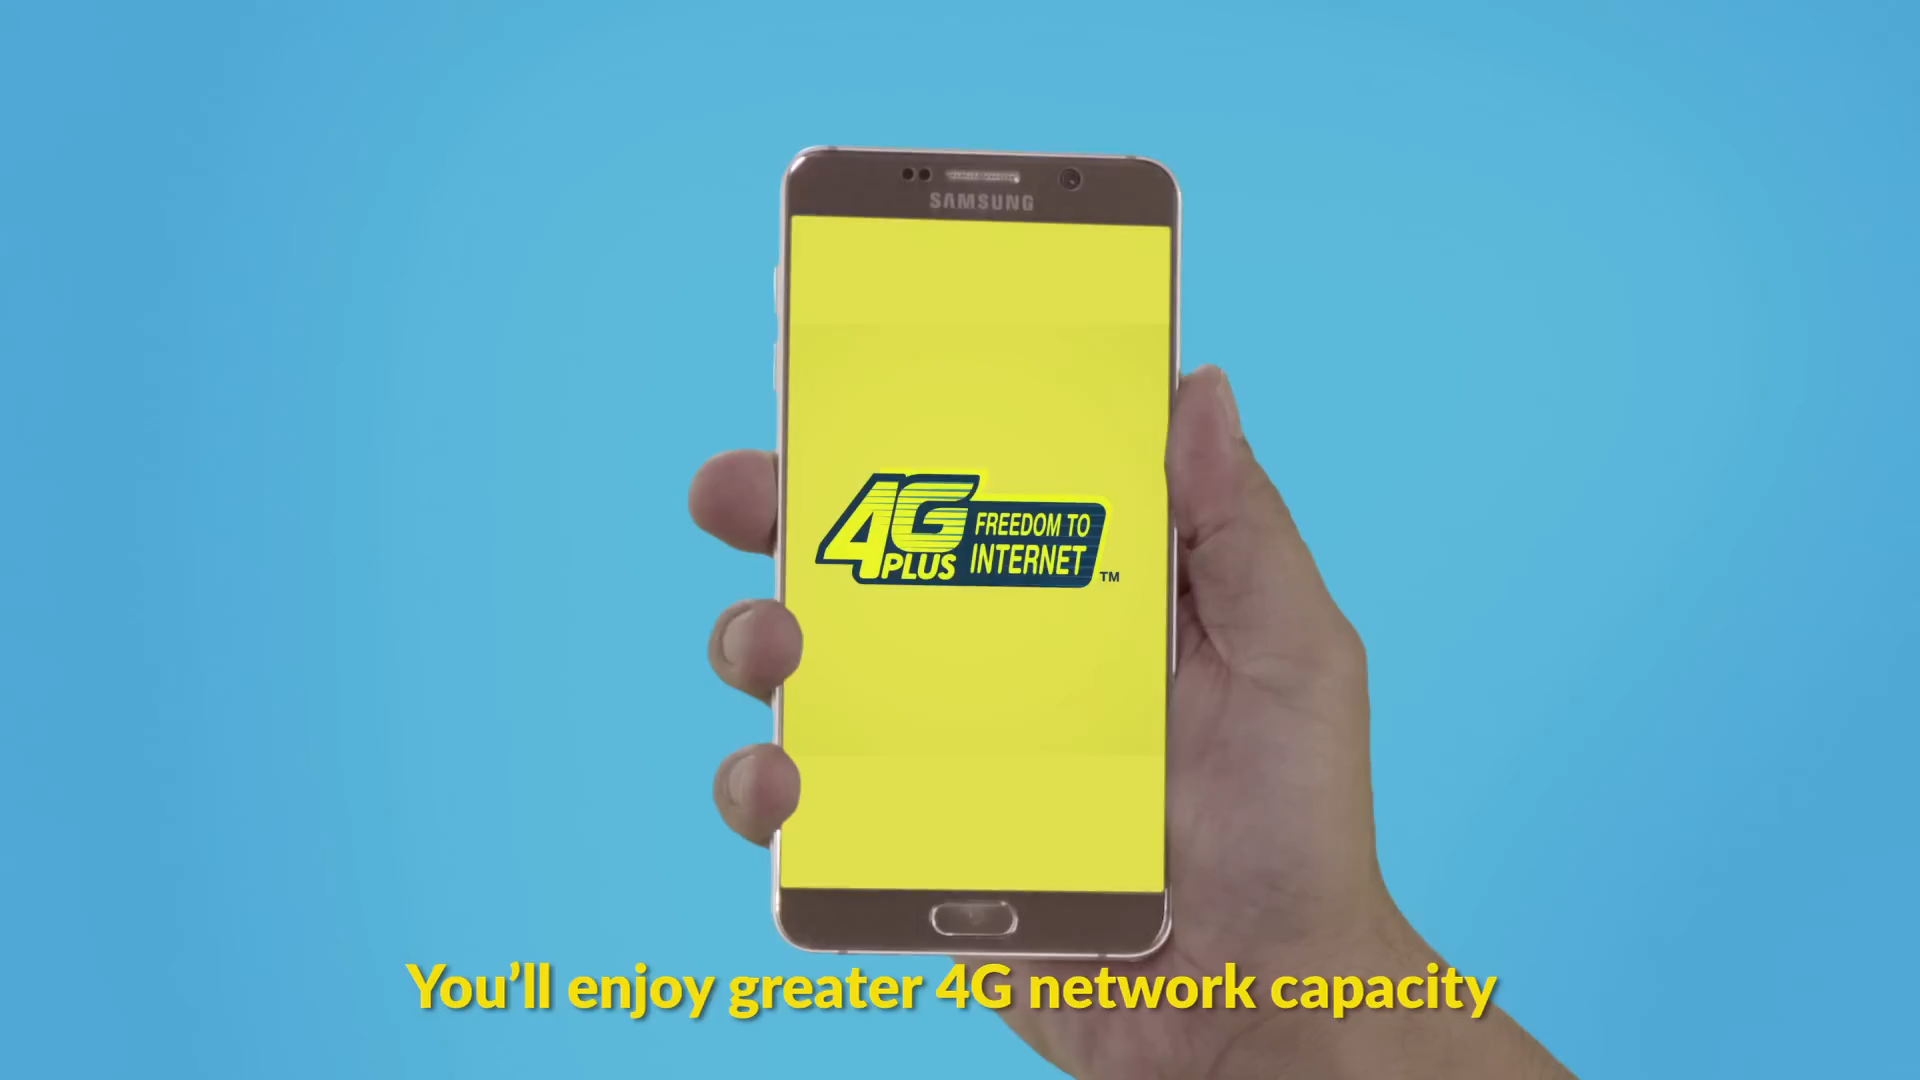 SAMSUNG
4G
PLUS
FREEDOM TO
INTERNET
TM
You’ll enjoy greater 4G network capacity